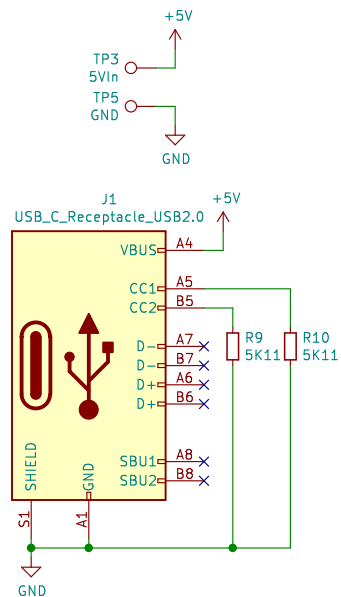 +5V
TP3
5VIn
TP5
GND
GND
J1
USB_C_Receptacle_USB2.0
+5V
VBUS A4
CC1 A5
CC2 B5
R9
5K11
R10
5K11
D- A7
D- B7
D+ A6
D+ B6
SBU1 A8
SBU2 B8
SHIELD
GND
S1
A1
GND